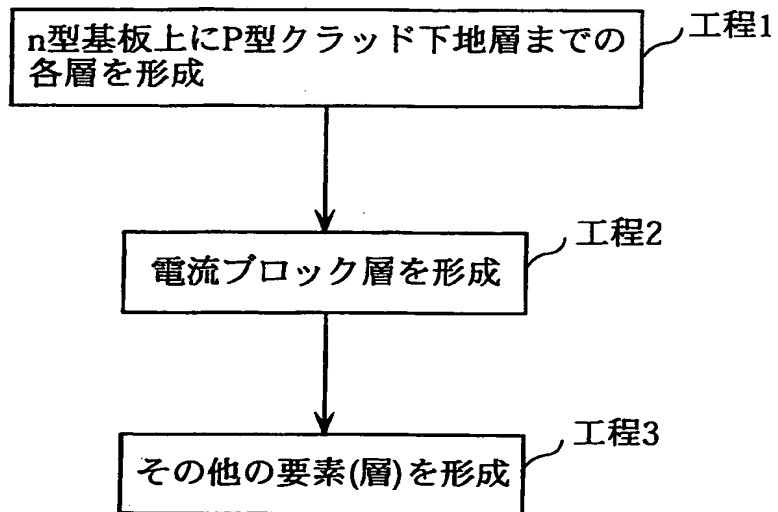 n型基板上にP型クラッド下地層までの
各層を形成
工程1
電流ブロック層を形成
工程2
その他の要素(層)を形成
工程3